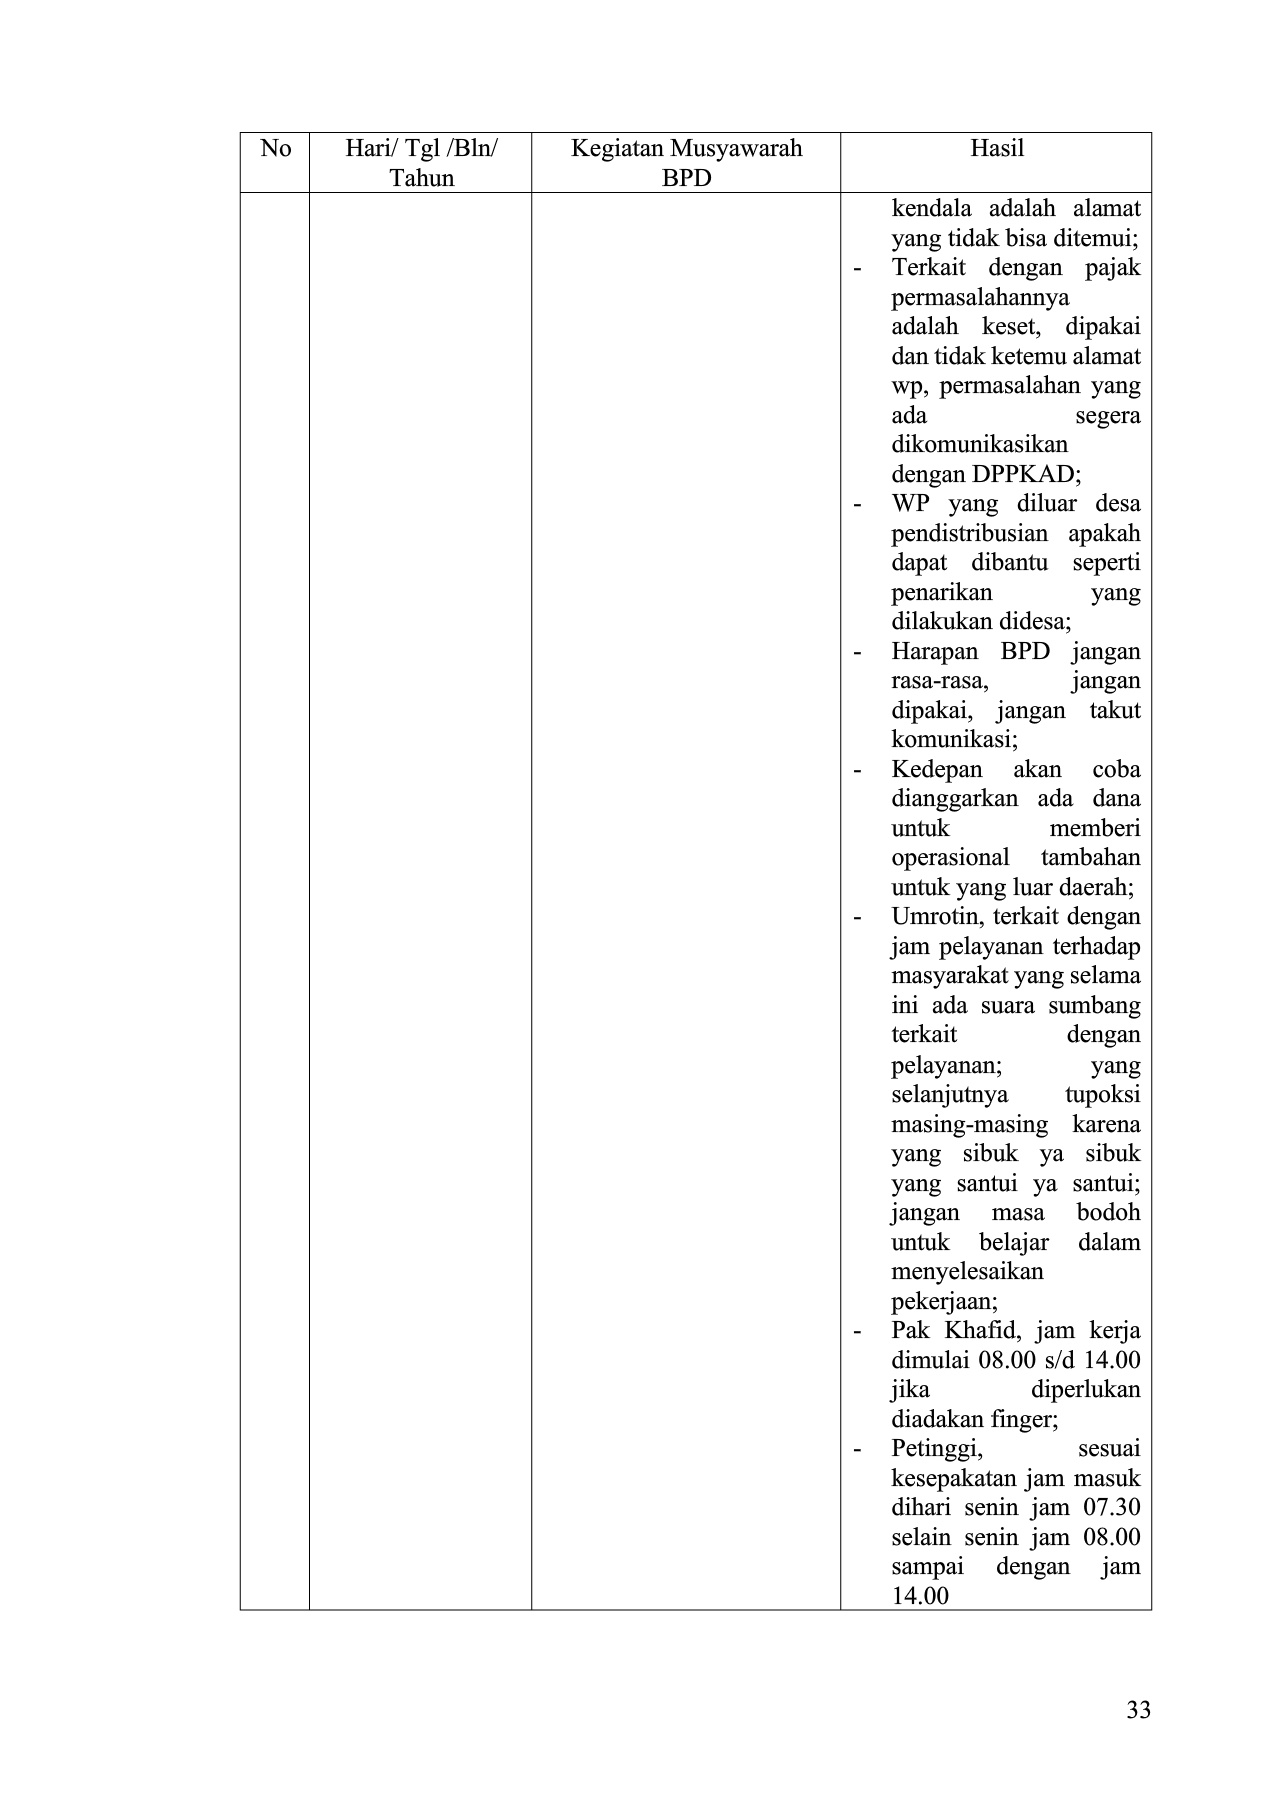 No
Hari/ Tgl /Bln/
Tahun
Kegiatan Musyawarah
BPD
Hasil
kendala adalah alamat
yang tidak bisa ditemui;
- Terkait dengan pajak
permasalahannya
adalah keset, dipakai
dan tidak ketemu alamat
wp, permasalahan yang
ada segera
dikomunikasikan
dengan DPPKAD;
- WP yang diluar desa
pendistribusian apakah
dapat dibantu seperti
penarikan yang
dilakukan didesa;
- Harapan BPD jangan
rasa-rasa, jangan
dipakai, jangan takut
komunikasi;
- Kedepan akan coba
dianggarkan ada dana
untuk memberi
operasional tambahan
untuk yang luar daerah;
- Umrotin, terkait dengan
jam pelayanan terhadap
masyarakat yang selama
ini ada suara sumbang
terkait dengan
pelayanan; yang
selanjutnya tupoksi
masing-masing karena
yang sibuk ya sibuk
yang santui ya santui;
jangan masa bodoh
untuk belajar dalam
menyelesaikan
pekerjaan;
- Pak Khafid, jam kerja
dimulai 08.00 s/d 14.00
jika diperlukan
diadakan finger;
- Petinggi, sesuai
kesepakatan jam masuk
dihari senin jam 07.30
selain senin jam 08.00
sampai dengan jam
14.00
33